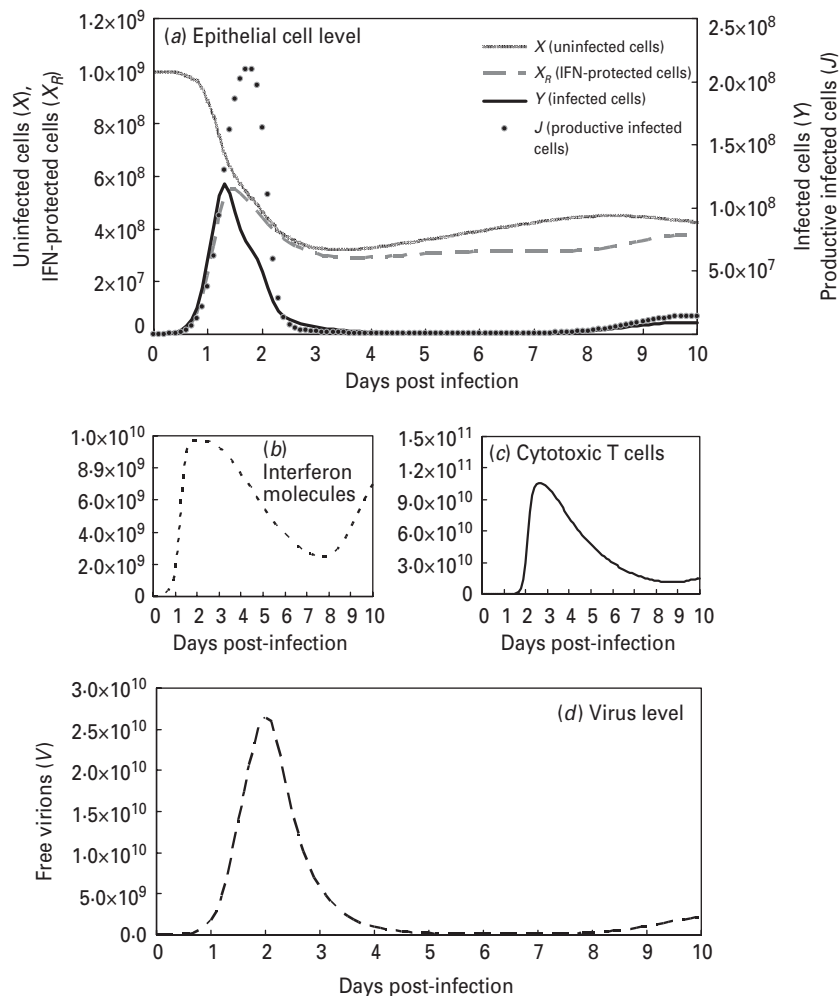 (a) Epithelial cell level
X (uninfected cells)
X_R (IFN-protected cells)
Y (infected cells)
J (productive infected
cells)
Uninfected cells (X),
IFN-protected cells (X_R)
1·2×10⁹
1·0×10⁹
8×10⁸
6×10⁸
4×10⁸
2×10⁷
0
2·5×10⁸
2·0×10⁸
1·5×10⁸
1·0×10⁸
5·0×10⁷
0
Infected cells (Y)
Productive infected cells (J)
0 1 2 3 4 5 6 7 8 9 10
Days post infection
(b)
Interferon
molecules
1·0×10¹⁰
8·9×10⁹
6·0×10⁹
4·0×10⁹
2·0×10⁹
0
0 1 2 3 4 5 6 7 8 9 10
Days post-infection
(c) Cytotoxic T cells
1·5×10¹¹
1·2×10¹¹
9·0×10¹⁰
6·0×10¹⁰
3·0×10¹⁰
0
0 1 2 3 4 5 6 7 8 9 10
Days post-infection
(d) Virus level
Free virions (V)
3·0×10¹⁰
2·5×10¹⁰
2·0×10¹⁰
1·5×10¹⁰
1·0×10¹⁰
5·0×10⁹
0·0
0 1 2 3 4 5 6 7 8 9 10
Days post-infection